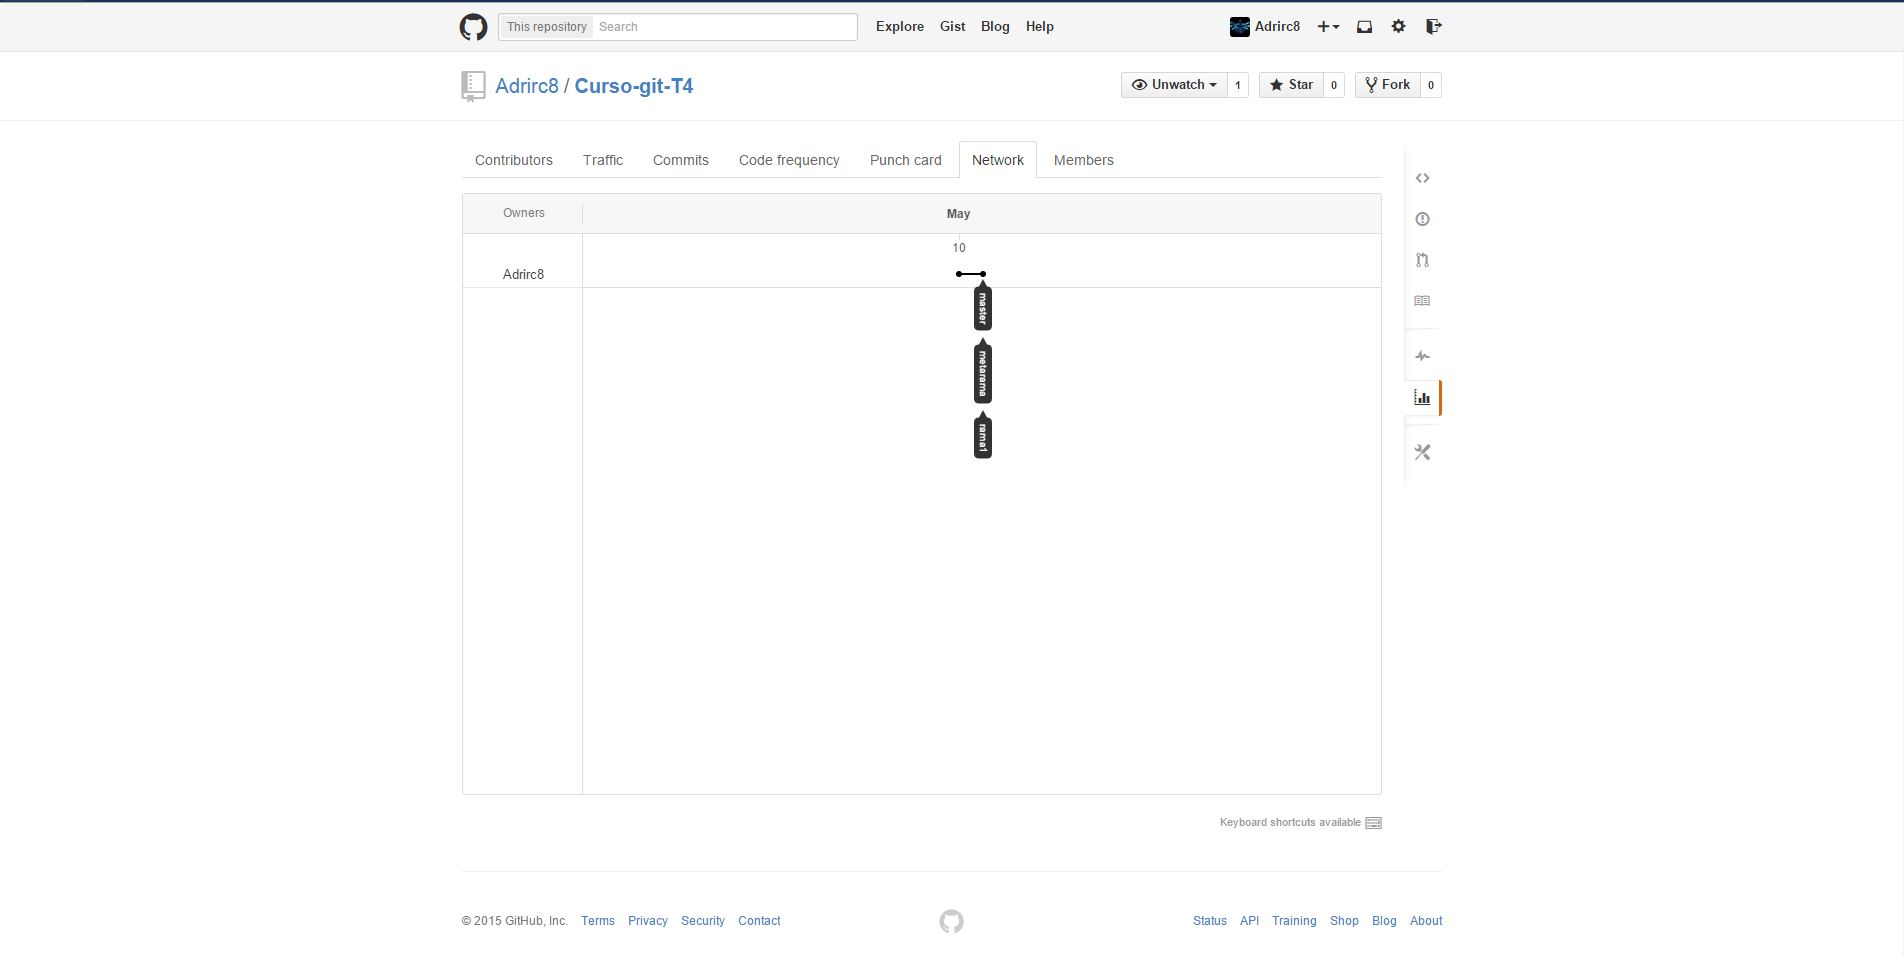 This repository Search Explore Gist Blog Help Adrirc8
Adrirc8 / Curso-git-T4 Unwatch 1 Star 0 Fork 0
Contributors Traffic Commits Code frequency Punch card Network Members
Owners May
10
Adrirc8
master
metarama
rama1
Keyboard shortcuts available
© 2015 GitHub, Inc. Terms Privacy Security Contact Status API Training Shop Blog About